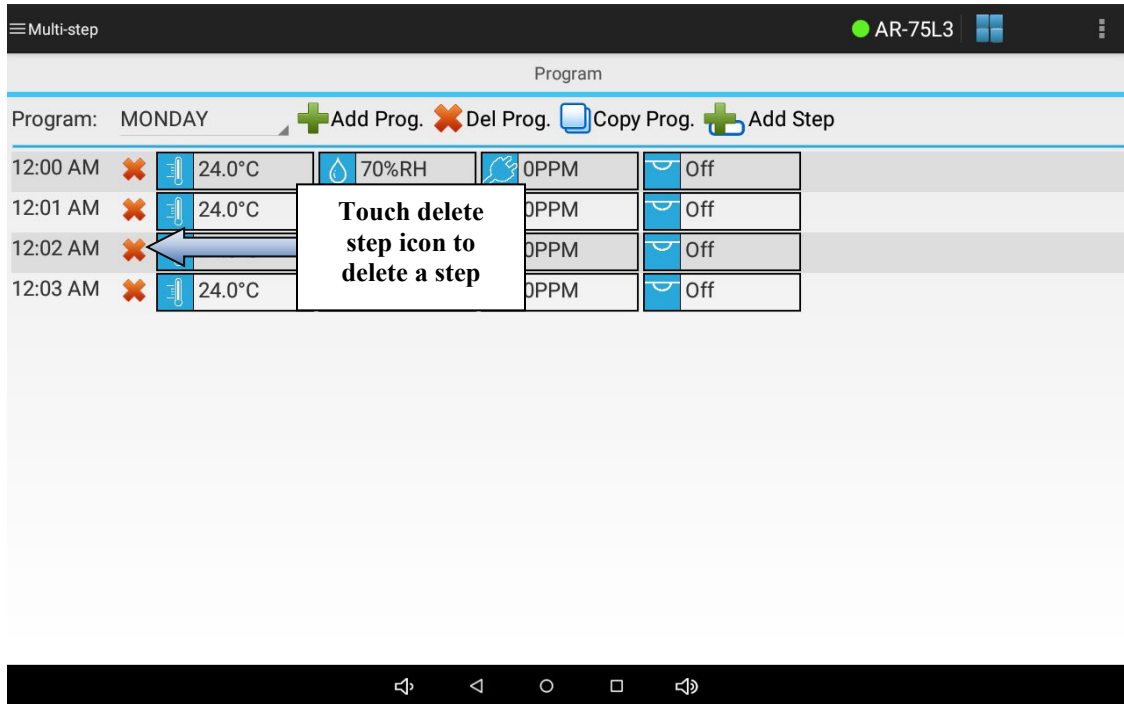 Multi-step
AR-75L3
Program
Program: MONDAY Add Prog. Del Prog. Copy Prog. Add Step
12:00 AM 24.0°C 70%RH 0PPM Off
12:01 AM 24.0°C 0PPM Off
12:02 AM 0PPM Off
12:03 AM 24.0°C 0PPM Off
Touch delete
step icon to
delete a step